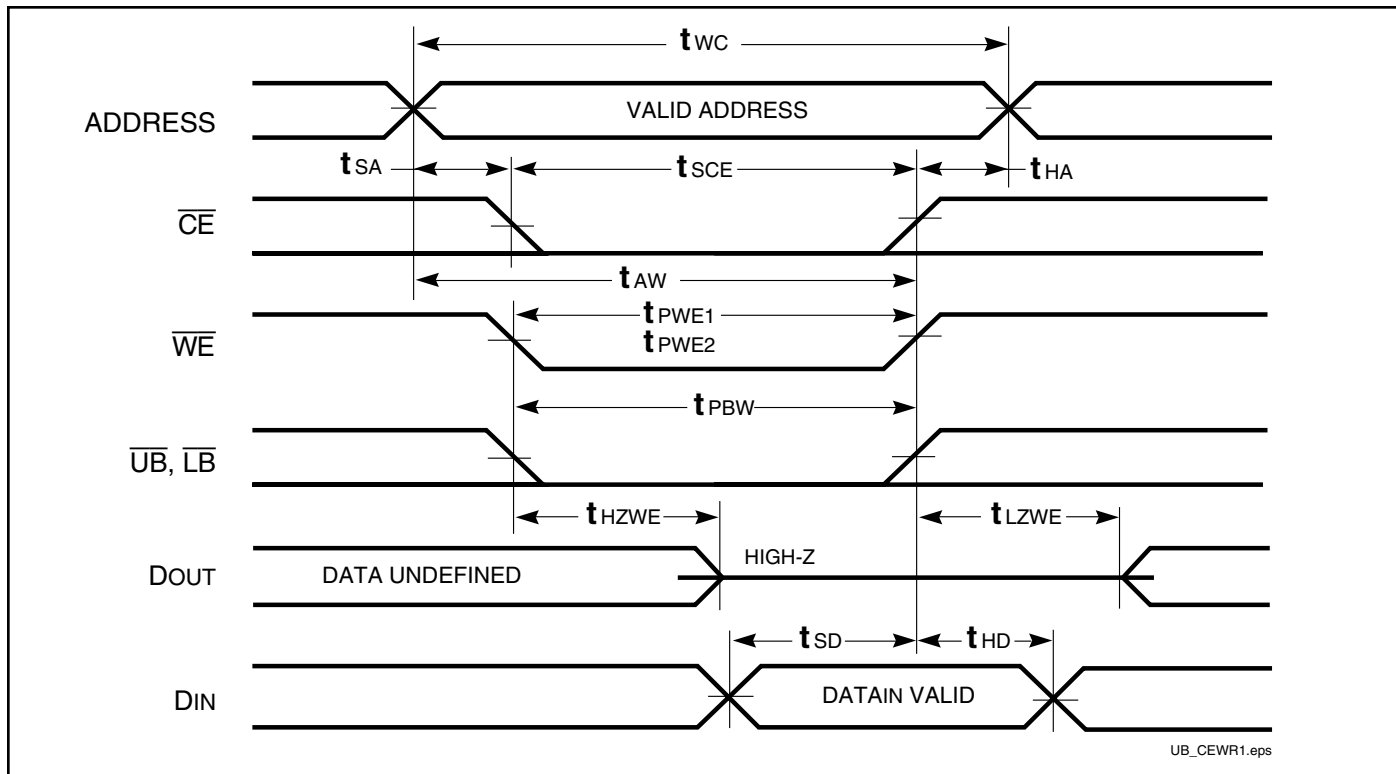 tWC
VALID ADDRESS
ADDRESS
tSA
tSCE
tHA
CE
tAW
tPWE1
WE
tPWE2
tPBW
UB, LB
tHZWE
tLZWE
HIGH-Z
DOUT
DATA UNDEFINED
tSD
tHD
DIN
DATAIN VALID
UB_CEWR1.eps